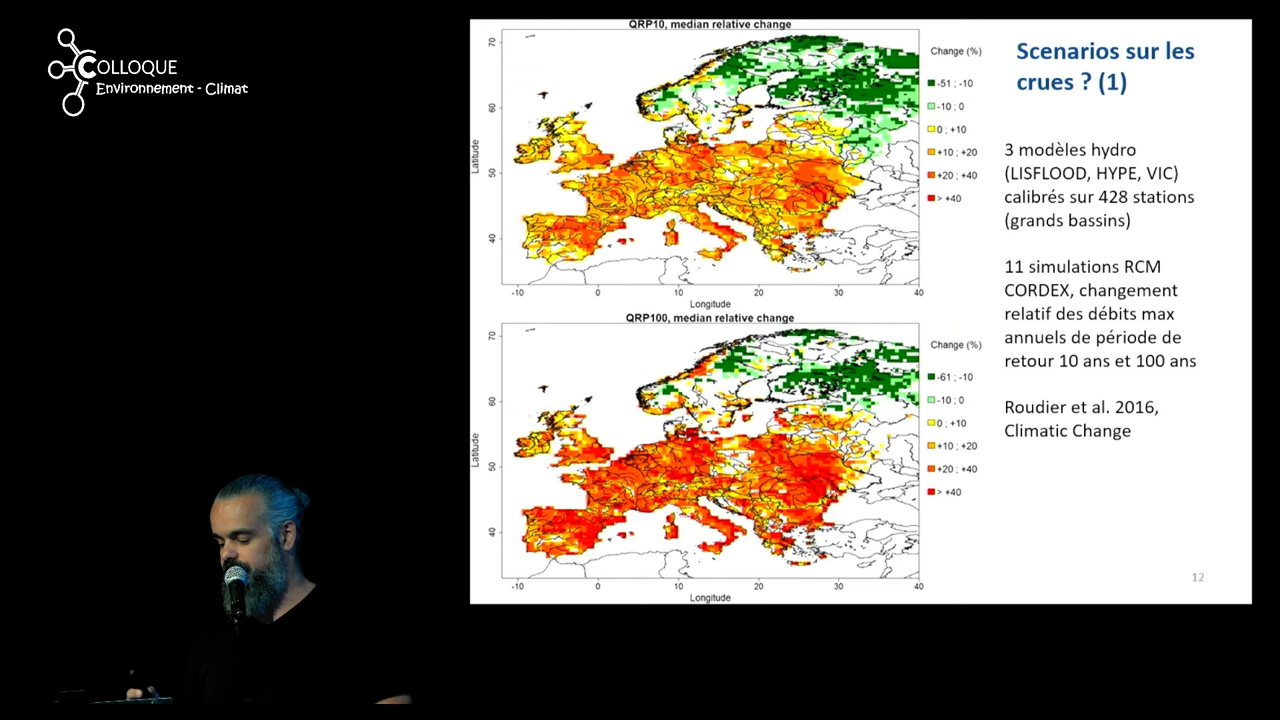 COLLOQUE
Environnement - Climat
QRP10, median relative change
Change (%)
-51 ; -10
-10 ; 0
0 ; +10
+10 ; +20
+20 ; +40
> +40
Latitude
70
60
50
40
-10
0
10
20
30
40
Longitude
QRP100, median relative change
Change (%)
-61 ; -10
-10 ; 0
0 ; +10
+10 ; +20
+20 ; +40
> +40
Latitude
70
60
50
40
-10
0
10
20
30
40
Longitude
Scenarios sur les
crues ? (1)
3 modèles hydro
(LISFLOOD, HYPE, VIC)
calibrés sur 428 stations
(grands bassins)
11 simulations RCM
CORDEX, changement
relatif des débits max
annuels de période de
retour 10 ans et 100 ans
Roudier et al. 2016,
Climatic Change
12